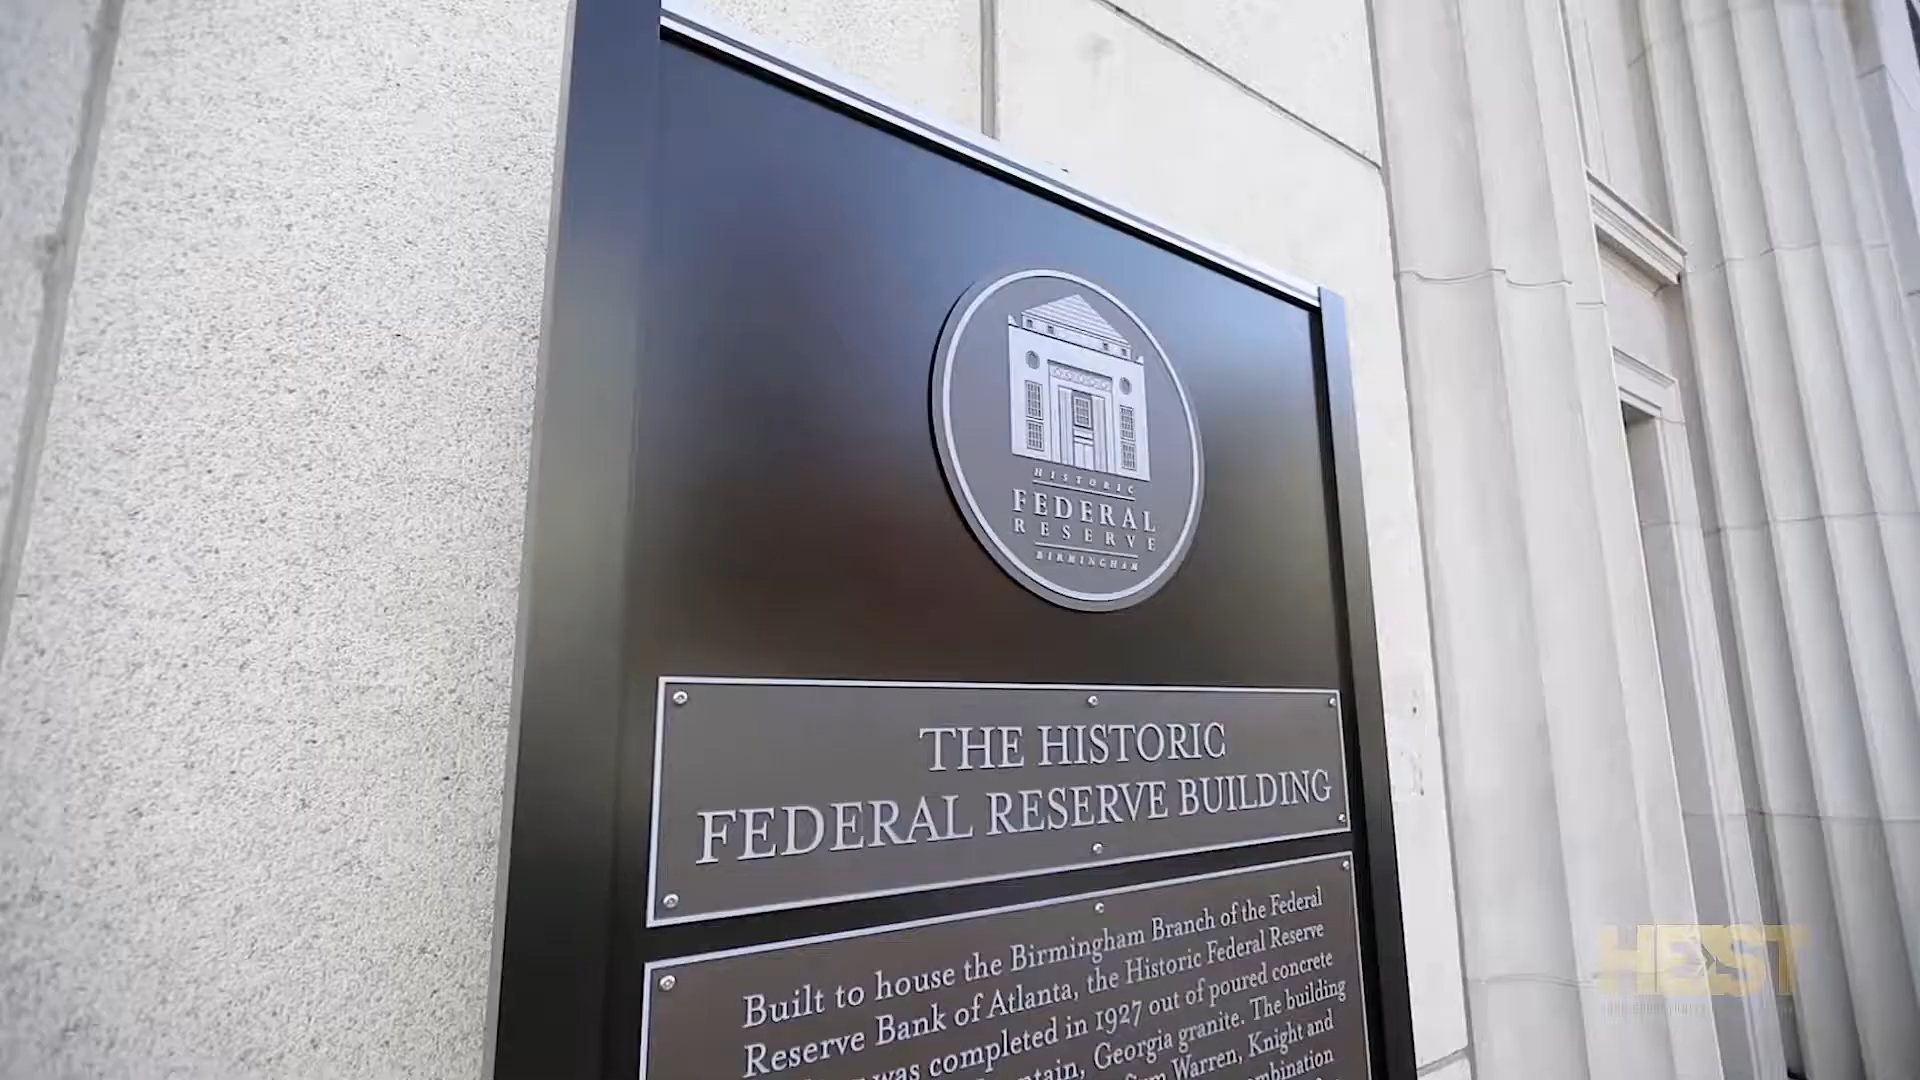 HISTORIC
FEDERAL
RESERVE
BIRMINGHAM
THE HISTORIC
FEDERAL RESERVE BUILDING
Built to house the Birmingham Branch of the Federal
Reserve Bank of Atlanta, the Historic Federal Reserve
was completed in 1927 out of poured concrete
Georgia granite. The building
Warren, Knight and
HEST